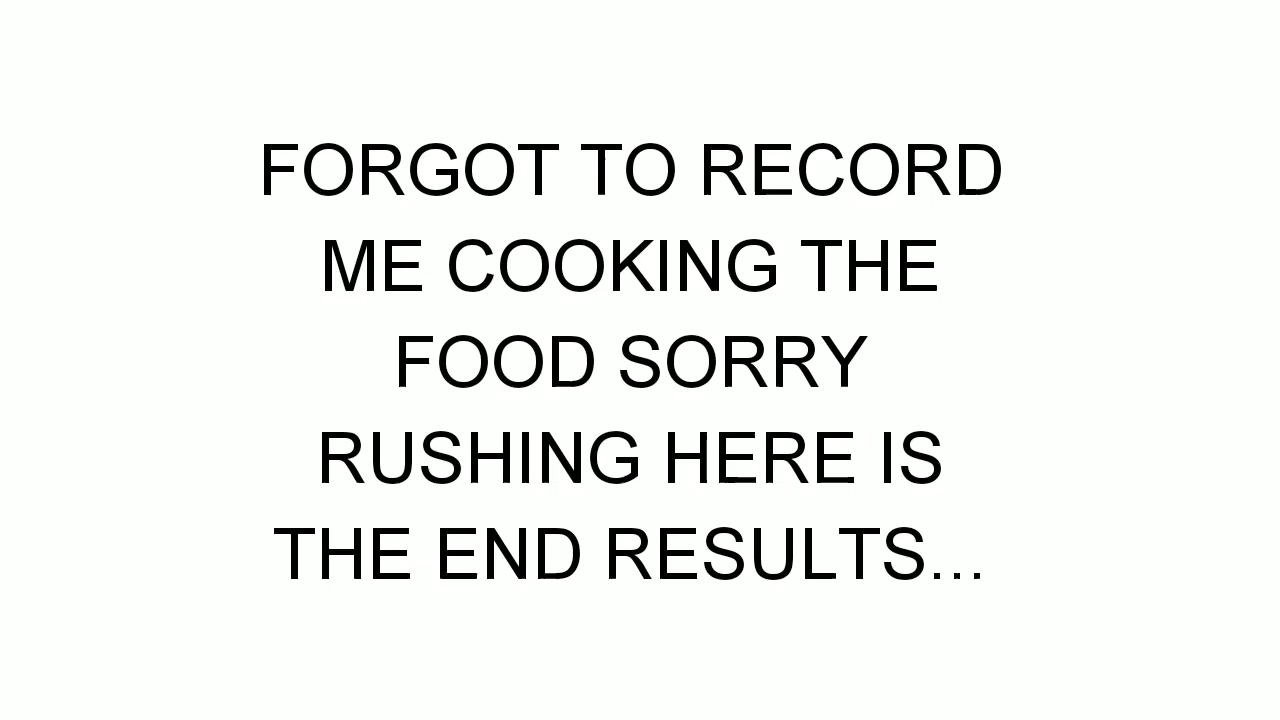 FORGOT TO RECORD
ME COOKING THE
FOOD SORRY
RUSHING HERE IS
THE END RESULTS...